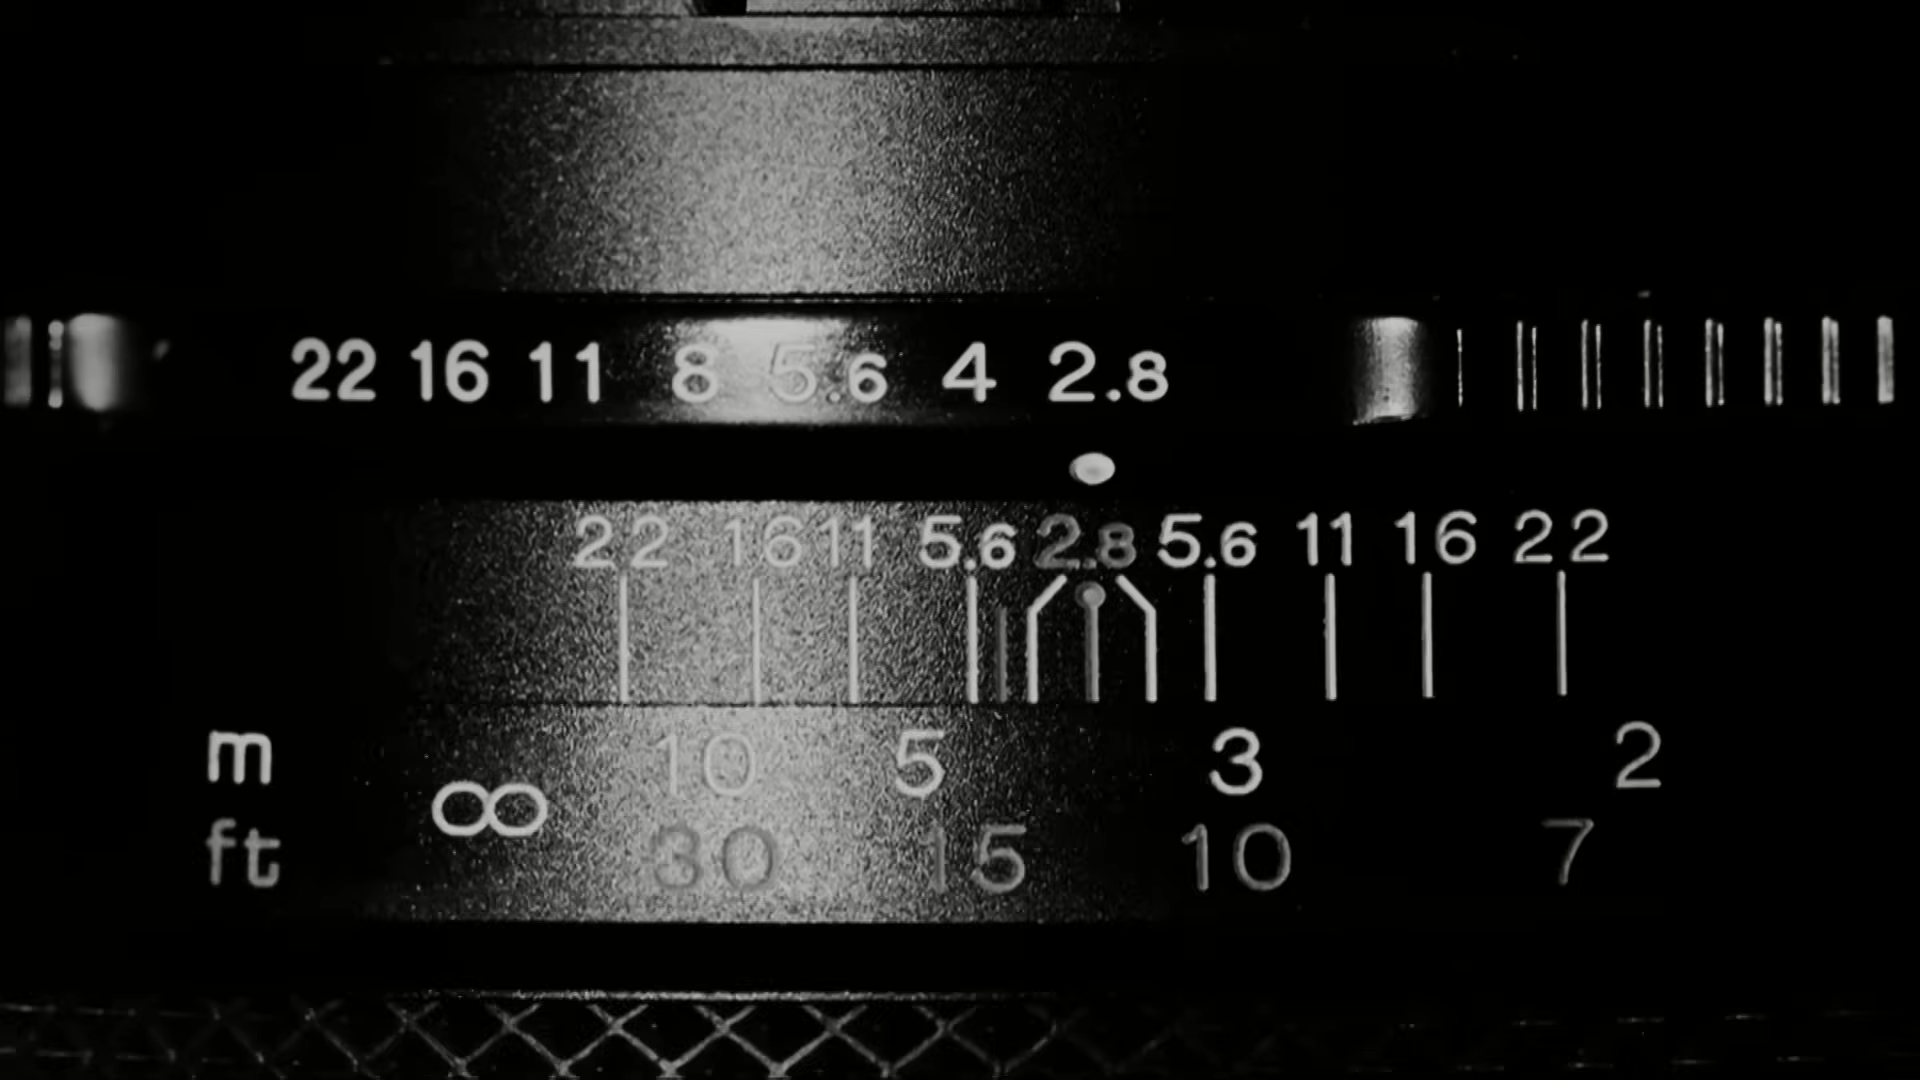 22 16 11 8 5.6 4 2.8
22 16 11 5.6 2.8 5.6 11 16 22
m 10 5 3 2
∞
ft 30 15 10 7